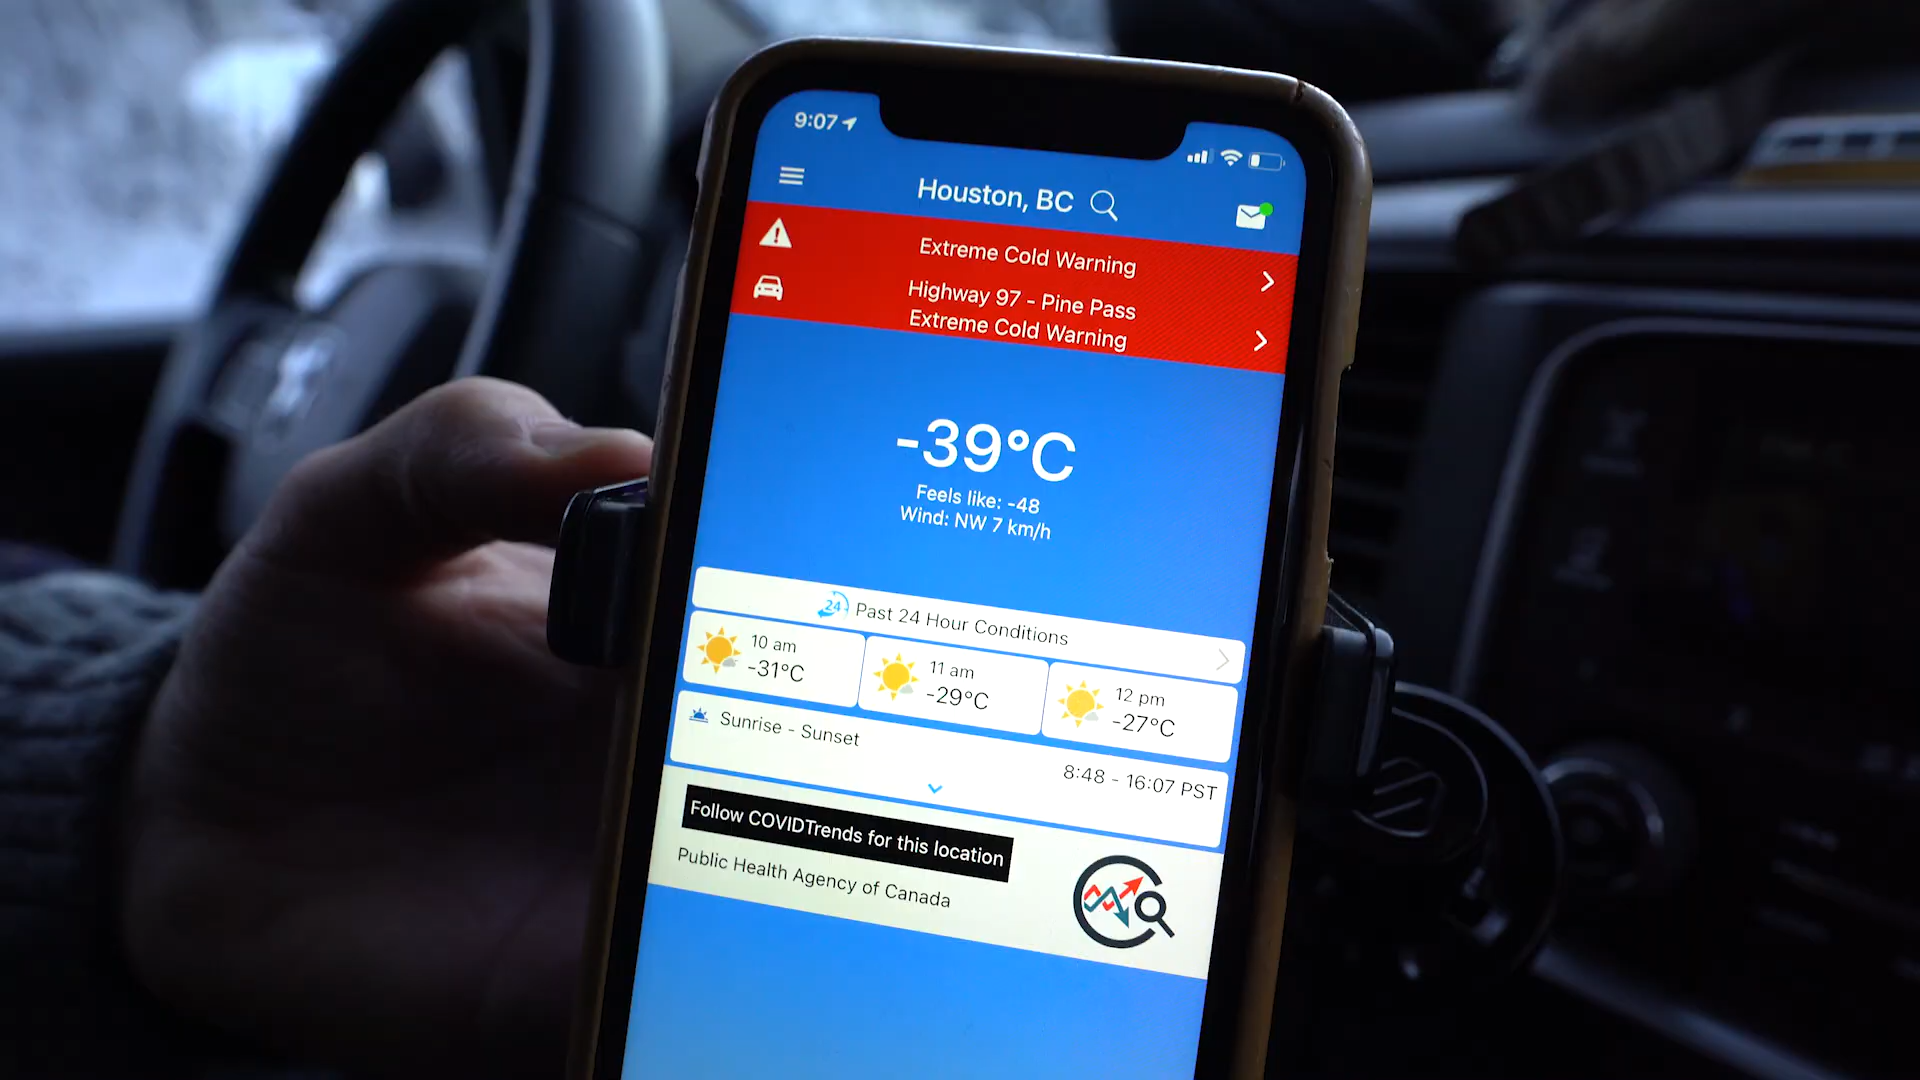 9:07
Houston, BC
Extreme Cold Warning
Highway 97 - Pine Pass
Extreme Cold Warning
-39°C
Feels like: -48
Wind: NW 7 km/h
24 Past 24 Hour Conditions
10 am
-31°C
11 am
-29°C
12 pm
-27°C
Sunrise - Sunset
8:48 - 16:07 PST
Follow COVIDTrends for this location
Public Health Agency of Canada